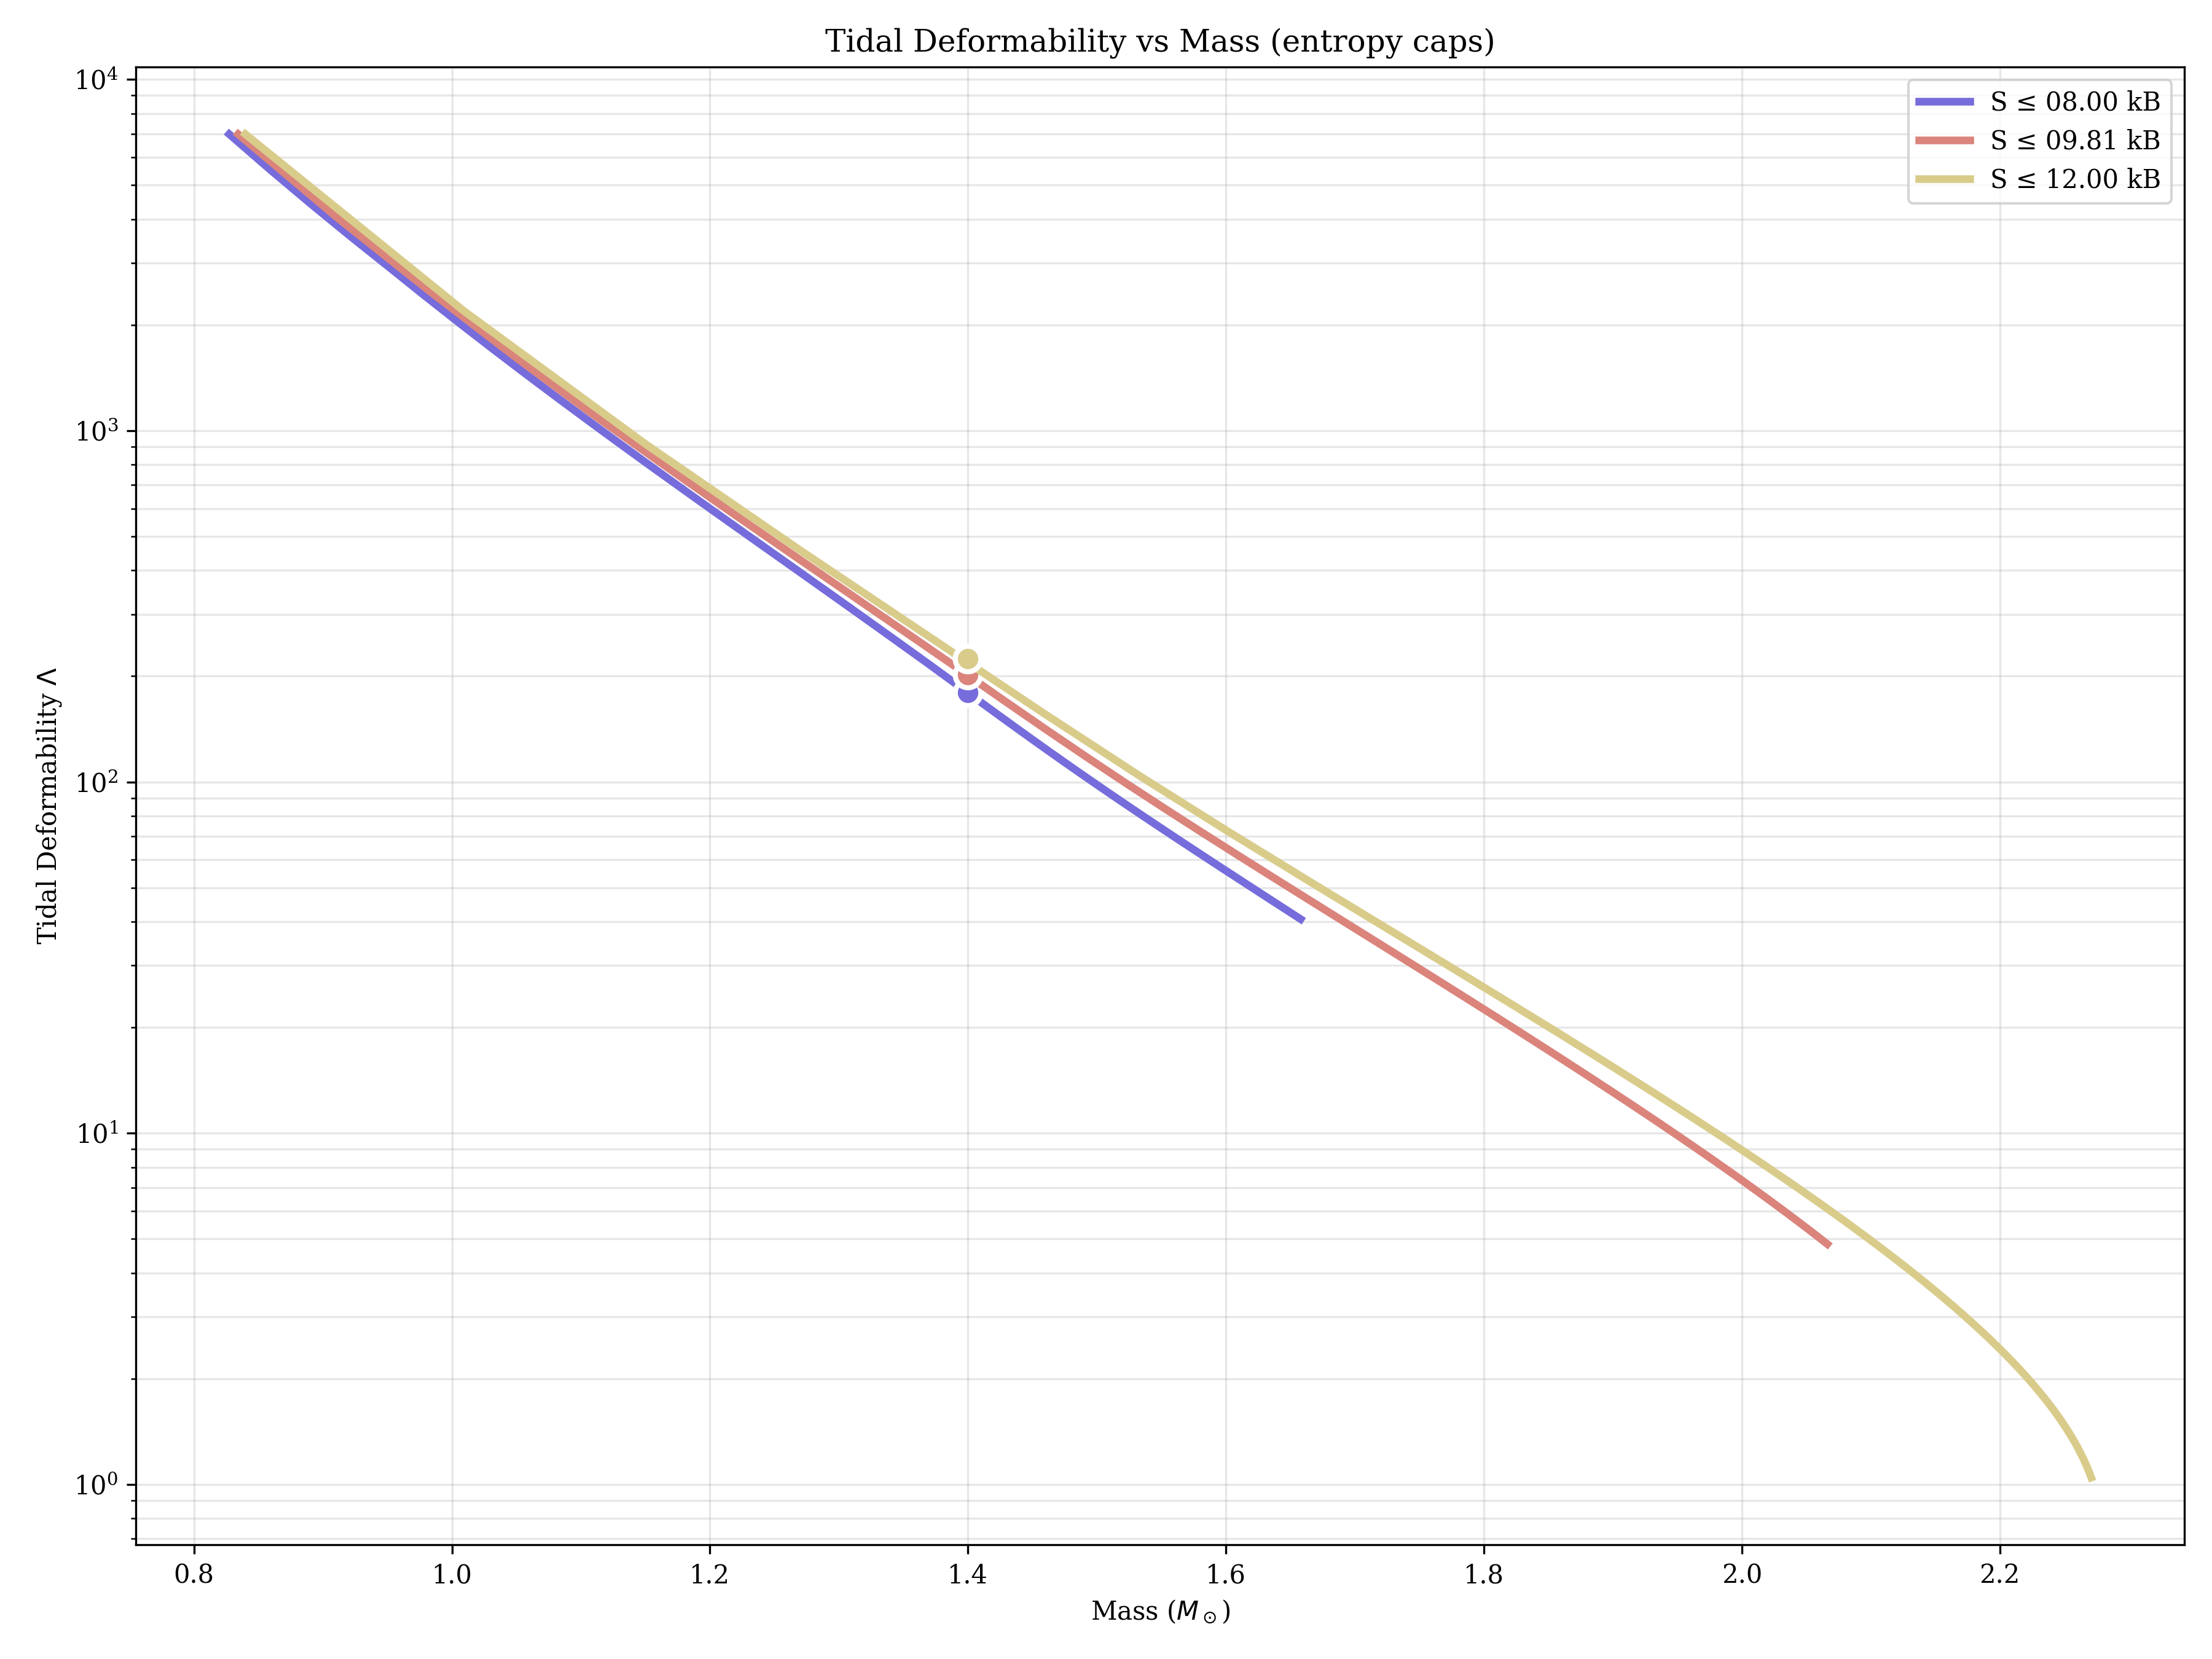 Tidal Deformability vs Mass (entropy caps)
10⁴
10³
10²
10¹
10⁰
Tidal Deformability Λ
S ≤ 08.00 kB
S ≤ 09.81 kB
S ≤ 12.00 kB
0.8 1.0 1.2 1.4 1.6 1.8 2.0 2.2
Mass (M⊙)